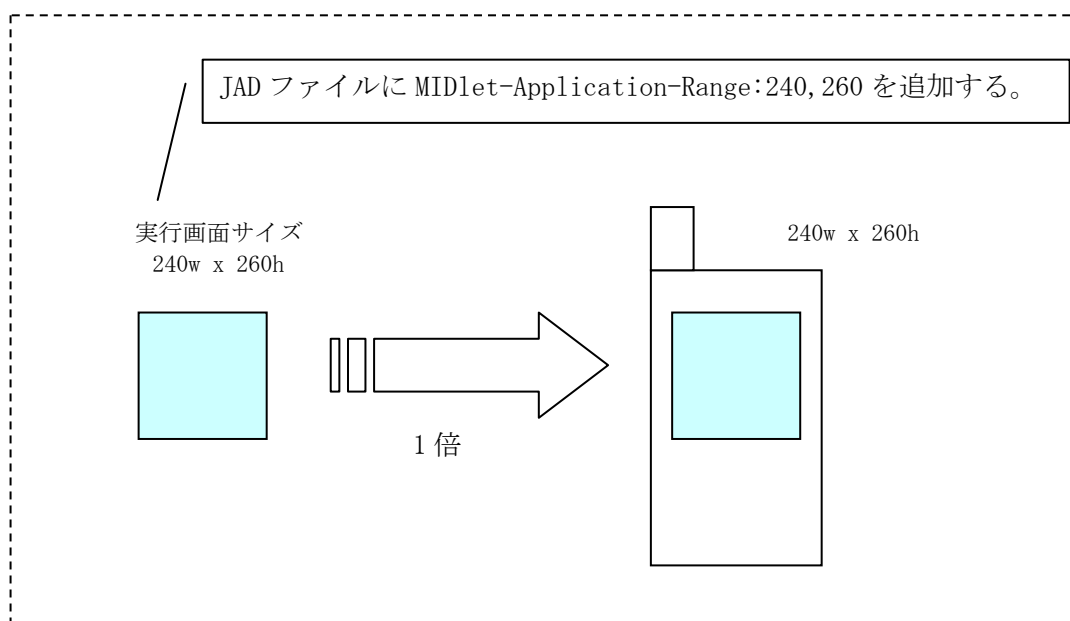 JAD ファイルに MIDlet-Application-Range:240,260 を追加する。
実行画面サイズ
240w x 260h
240w x 260h
1 倍